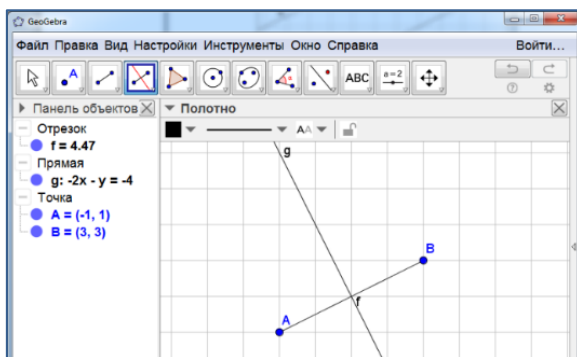 GeoGebra
Файл Правка Вид Настройки Инструменты Окно Справка Войти...
A ABC a=2
Панель объектов
Полотно
Отрезок
f = 4.47
Прямая
g: -2x - y = -4
Точка
A = (-1, 1)
B = (3, 3)
AA
g
B
f
A